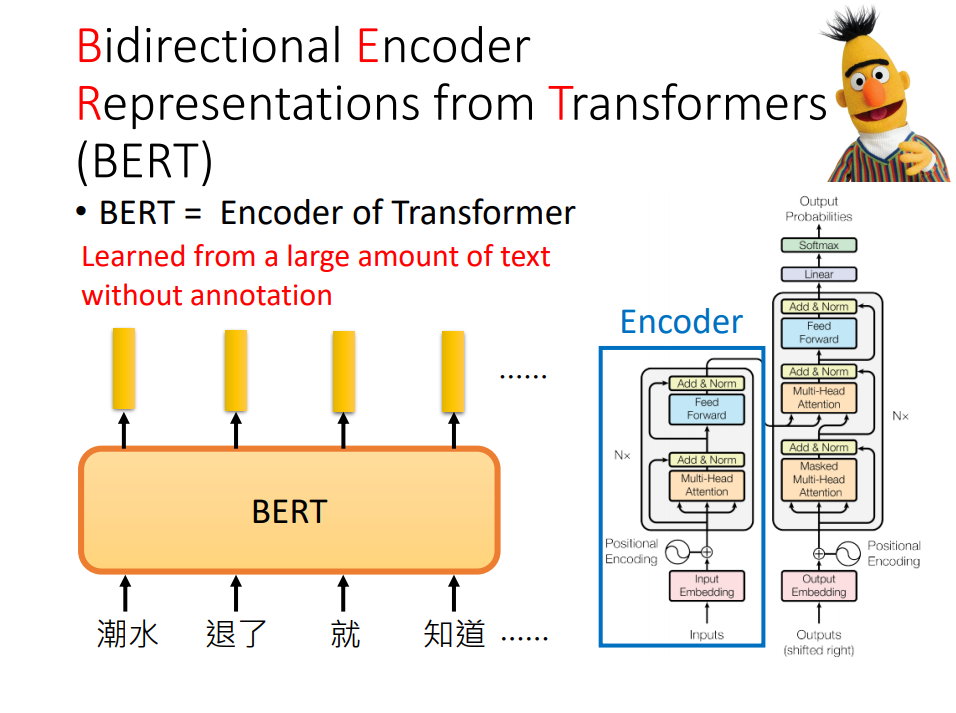 Bidirectional Encoder
Representations from Transformers
(BERT)
• BERT = Encoder of Transformer
Learned from a large amount of text
without annotation
……
BERT
潮水 退了 就 知道 ……
Encoder
Output
Probabilities
Softmax
Linear
Add & Norm
Feed
Forward
Add & Norm
Multi-Head
Attention
Add & Norm
Masked
Multi-Head
Attention
N×
Positional
Encoding
Output
Embedding
Outputs
(shifted right)
Add & Norm
Feed
Forward
N×
Add & Norm
Multi-Head
Attention
Positional
Encoding
Input
Embedding
Inputs